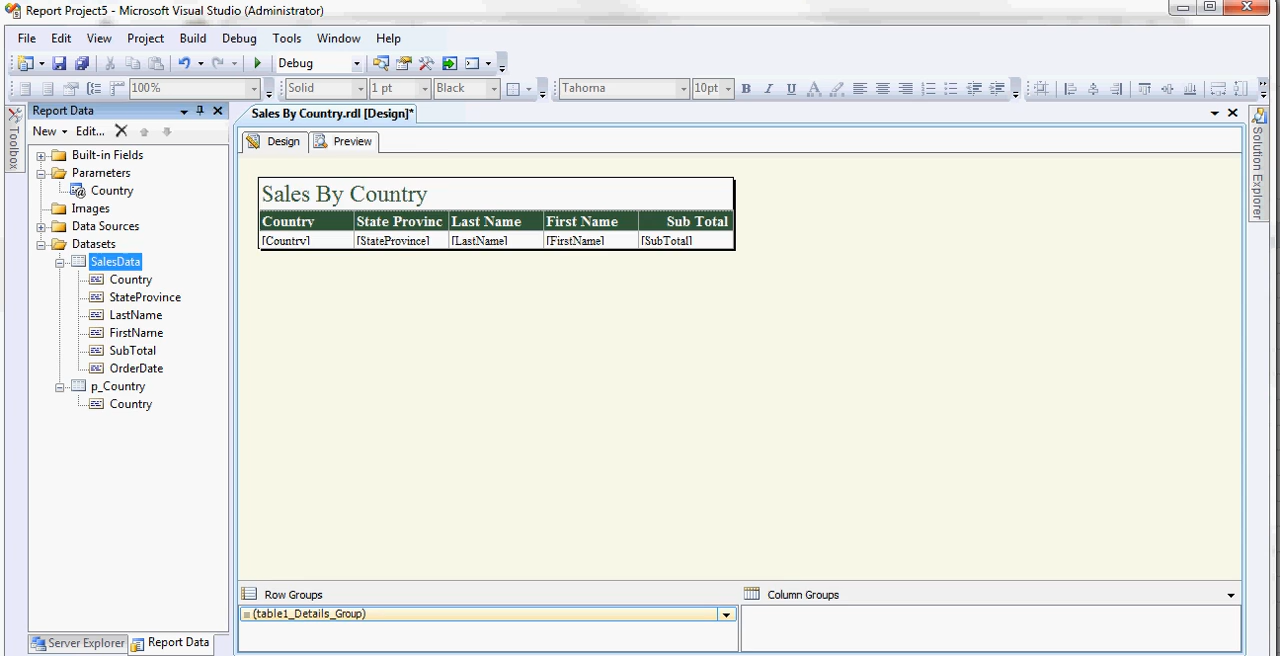 Report Project5 - Microsoft Visual Studio (Administrator)
File Edit View Project Build Debug Tools Window Help
Debug
100% Solid 1 pt Black Tahoma 10pt B I U A
Report Data
Sales By Country.rdl [Design]*
New Edit...
Design Preview
Toolbox
Solution Explorer
Built-in Fields
Parameters
Country
Images
Data Sources
Datasets
SalesData
Country
StateProvince
LastName
FirstName
SubTotal
OrderDate
p_Country
Country
Sales By Country
Country State Provinc Last Name First Name Sub Total
[Country] [StateProvince] [LastName] [FirstName] [SubTotal]
Row Groups
Column Groups
(table1_Details_Group)
Server Explorer Report Data